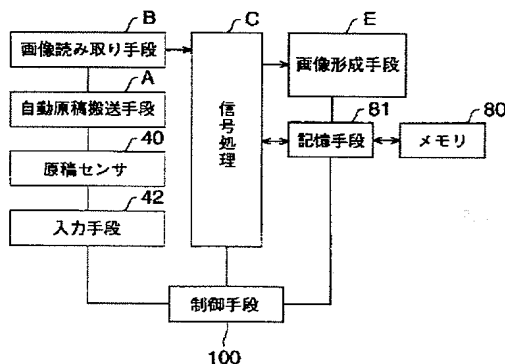 B
画像読み取り手段
A
自動原稿搬送手段
40
原稿センサ
42
入力手段
C
信号処理
E
画像形成手段
81
記憶手段
80
メモリ
制御手段
100